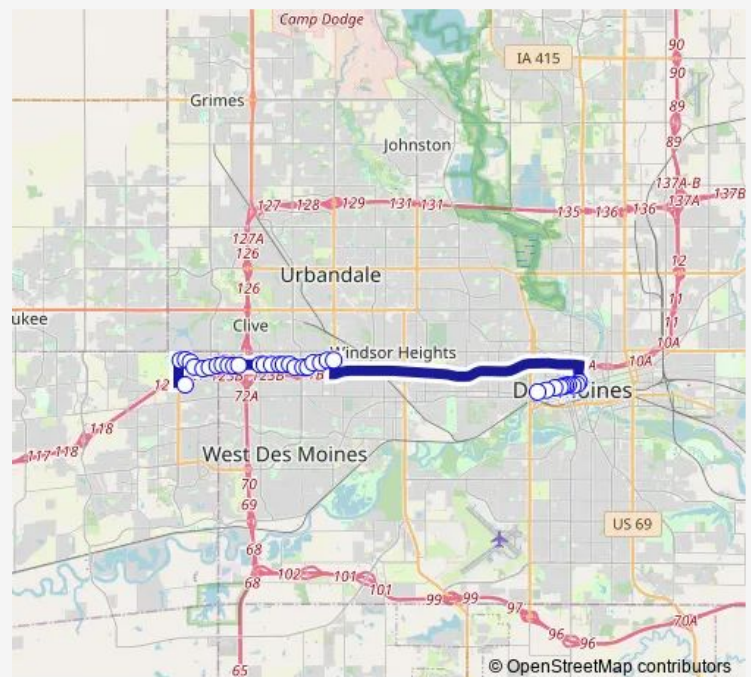 Camp Dodge
90
IA 415
90
Grimes
89
Johnston
89
137A-B
137B
127
128
129
131
131
135
136
136
137A
127A
126
12
Urbandale
126
11
ukee
Clive
11
10A
Windsor Heights
10A
12
72A
118
117
118
West Des Moines
70
69
US 69
68
102
101
68
101
99
99
97
70A
96
96
65
© OpenStreetMap contributors